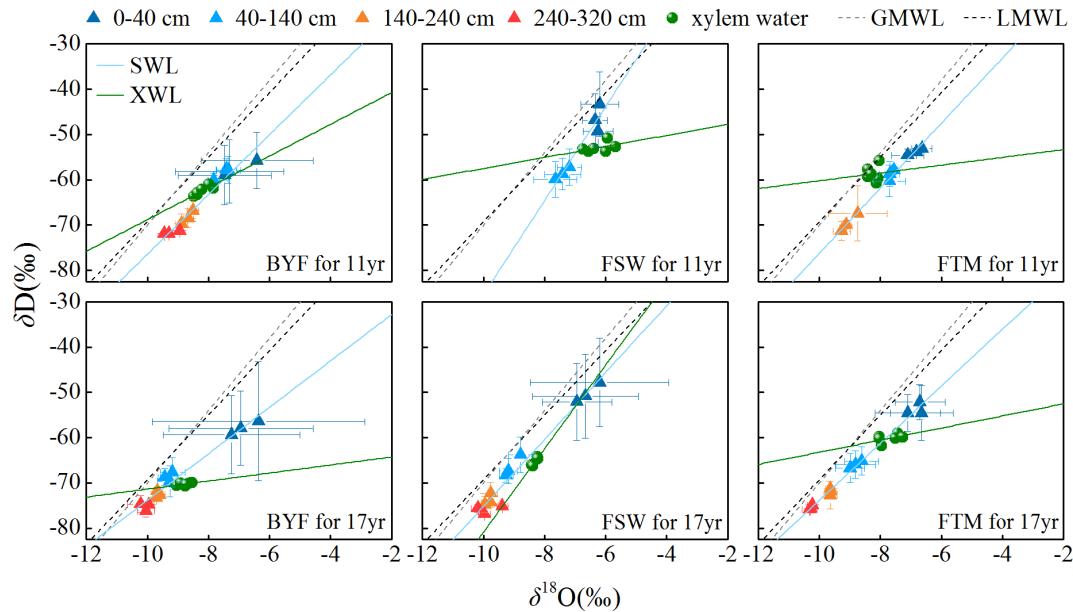 0-40 cm 40-140 cm 140-240 cm 240-320 cm xylem water GMWL LMWL
-30
-40
-50
-60
-70
-80
SWL
XWL
BYF for 11yr
FSW for 11yr
FTM for 11yr
δD(‰)
-30
-40
-50
-60
-70
-80
BYF for 17yr
FSW for 17yr
FTM for 17yr
-12 -10 -8 -6 -4 -2 -12 -10 -8 -6 -4 -2 -12 -10 -8 -6 -4 -2
δ¹⁸O(‰)